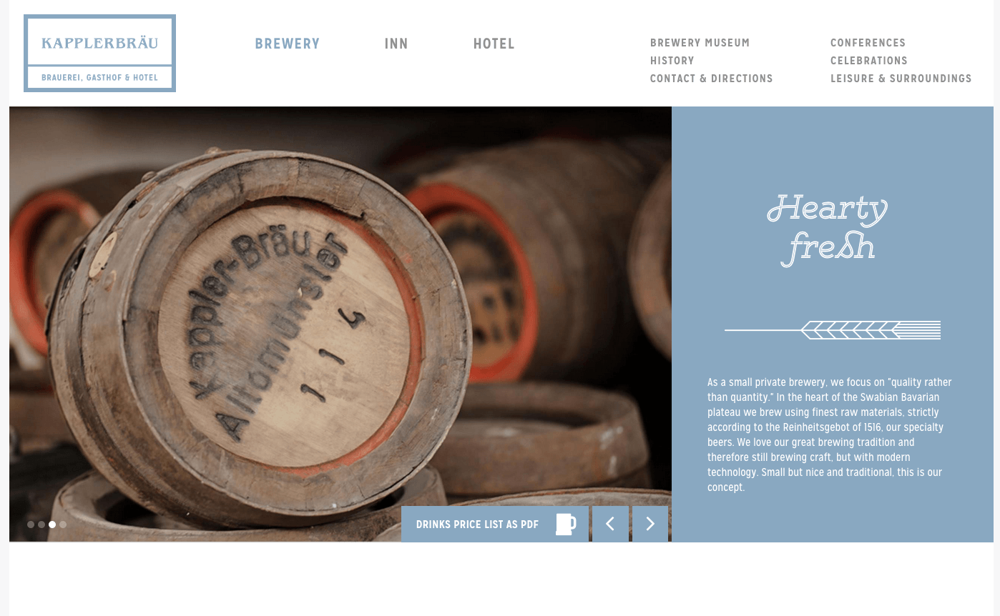 KAPPLERBRÄU
BRAUEREI, GASTHOF & HOTEL
BREWERY
INN
HOTEL
BREWERY MUSEUM
HISTORY
CONTACT & DIRECTIONS
CONFERENCES
CELEBRATIONS
LEISURE & SURROUNDINGS
Kappler-Bräu
Altomünster
1 1 4
Hearty
fresh
As a small private brewery, we focus on "quality rather
than quantity." In the heart of the Swabian Bavarian
plateau we brew using finest raw materials, strictly
according to the Reinheitsgebot of 1516, our specialty
beers. We love our great brewing tradition and
therefore still brewing craft, but with modern
technology. Small but nice and traditional, this is our
concept.
DRINKS PRICE LIST AS PDF